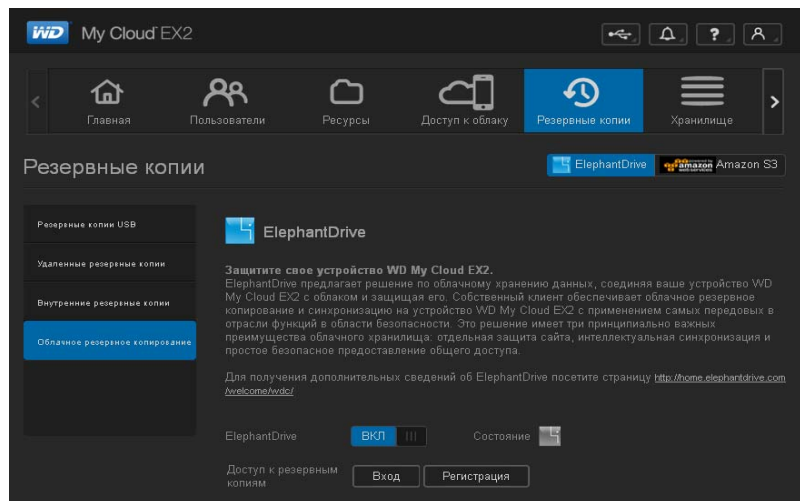 WD My Cloud EX2
?
Главная
Пользователи
Ресурсы
Доступ к облаку
Резервные копии
Хранилище
Резервные копии
ElephantDrive
powered by amazon web services Amazon S3
Резервные копии USB
Удаленные резервные копии
Внутренние резервные копии
Облачное резервное копирование
ElephantDrive
Защитите свое устройство WD My Cloud EX2.
ElephantDrive предлагает решение по облачному хранению данных, соединяя ваше устройство WD
My Cloud EX2 с облаком и защищая его. Собственный клиент обеспечивает облачное резервное
копирование и синхронизацию на устройство WD My Cloud EX2 с применением самых передовых в
отрасли функций в области безопасности. Это решение имеет три принципиально важных
преимущества облачного хранилища: отдельная защита сайта, интеллектуальная синхронизация и
простое безопасное предоставление общего доступа.
Для получения дополнительных сведений об ElephantDrive посетите страницу http://home.elephantdrive.com
/welcome/wdc/
ElephantDrive
ВКЛ
Состояние
Доступ к резервным
копиям
Вход
Регистрация